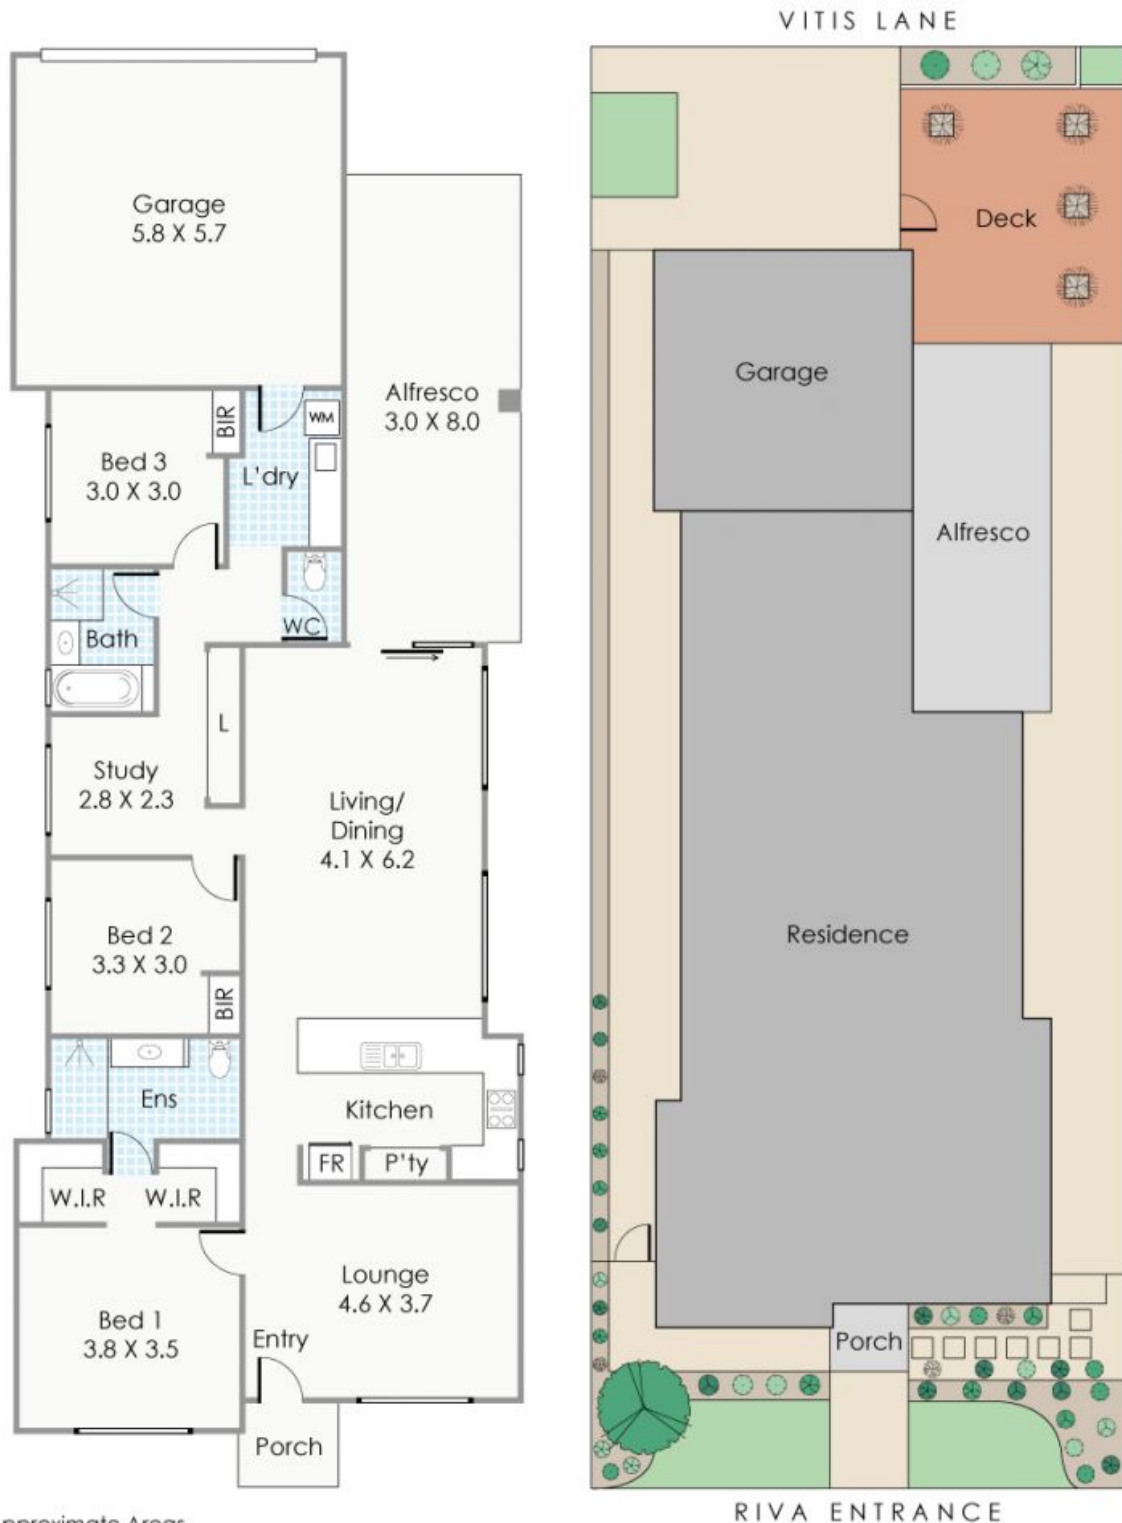 VITIS LANE
Garage
5.8 X 5.7
Alfresco
3.0 X 8.0
BIR
WM
Bed 3
3.0 X 3.0
L'dry
WC
Bath
L
Study
2.8 X 2.3
Living/
Dining
4.1 X 6.2
Bed 2
3.3 X 3.0
BIR
Ens
Kitchen
FR
P'ty
W.I.R
W.I.R
Lounge
4.6 X 3.7
Bed 1
3.8 X 3.5
Entry
Porch
Deck
Garage
Alfresco
Residence
Porch
RIVA ENTRANCE